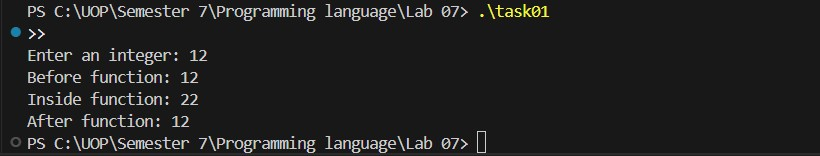 PS C:\UOP\Semester 7\Programming language\Lab 07> .\task01
>>
Enter an integer: 12
Before function: 12
Inside function: 22
After function: 12
PS C:\UOP\Semester 7\Programming language\Lab 07>